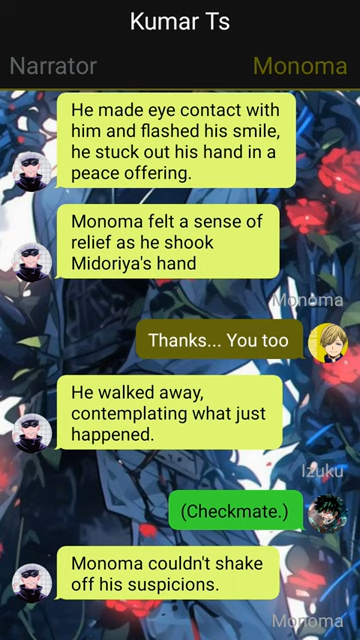 Kumar Ts
Narrator
Monoma
He made eye contact with
him and flashed his smile,
he stuck out his hand in a
peace offering.
Monoma felt a sense of
relief as he shook
Midoriya's hand
Monoma
Thanks... You too
He walked away,
contemplating what just
happened.
Izuku
(Checkmate.)
Monoma couldn't shake
off his suspicions.
Monoma